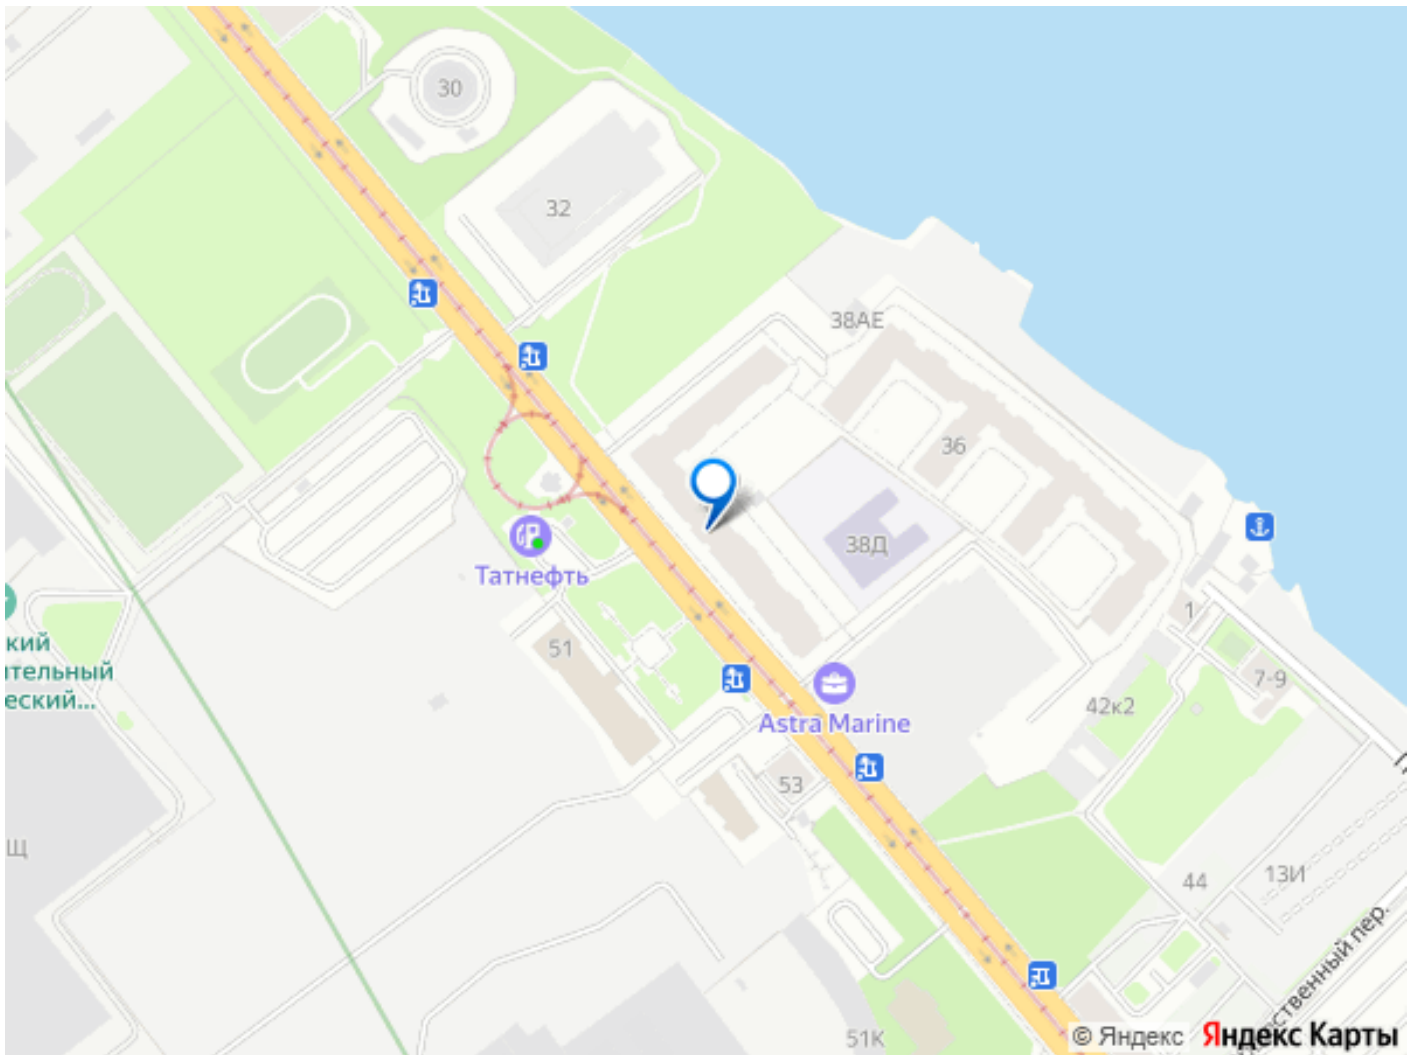 30
32
38АЕ
36
38Д
Татнефть
51
1
кий
ительный
еский...
7-9
42к2
Astra Marine
53
Щ
44
13И
ственный пер.
51К
© Яндекс Яндекс Карты